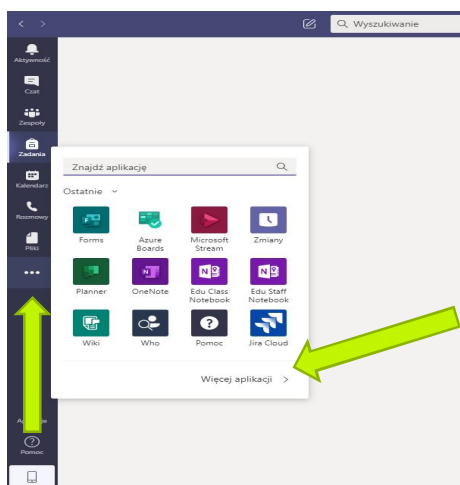 Wyszukiwanie
Aktywność
Czat
Zespoły
Zadania
Kalendarz
Rozmowy
Pliki
Znajdź aplikację
Ostatnie
Forms
Azure Boards
Microsoft Stream
Zmiany
Planner
OneNote
Edu Class Notebook
Edu Staff Notebook
Wiki
Who
Pomoc
Jira Cloud
Więcej aplikacji
Pomoc